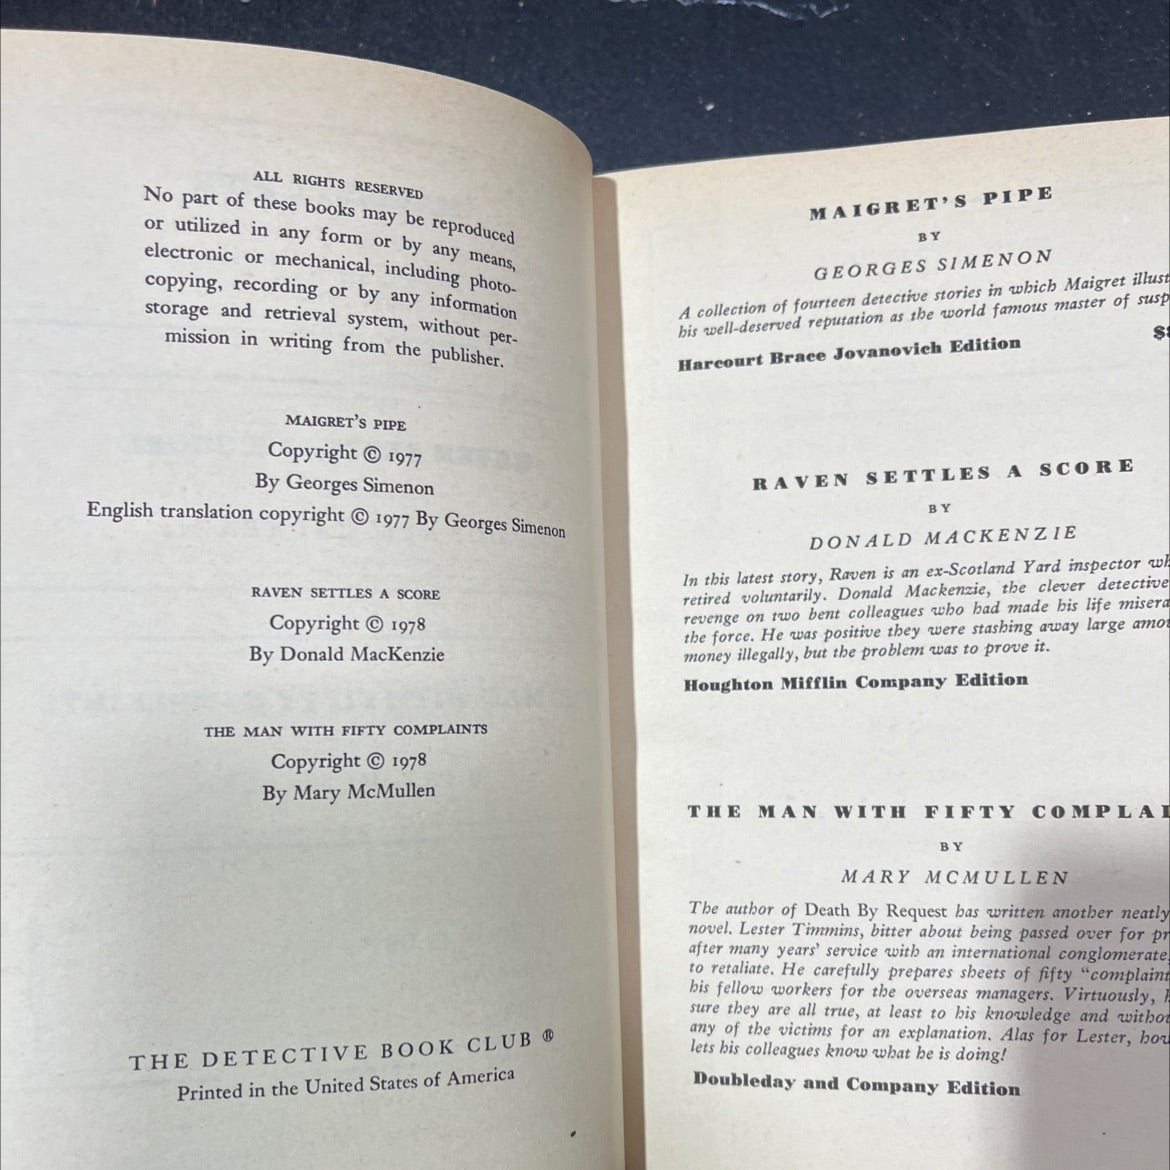 ALL RIGHTS RESERVED
No part of these books may be reproduced
or utilized in any form or by any means,
electronic or mechanical, including photo-
copying, recording or by any information
storage and retrieval system, without per-
mission in writing from the publisher.
MAIGRET'S PIPE
Copyright © 1977
By Georges Simenon
English translation copyright © 1977 By Georges Simenon
RAVEN SETTLES A SCORE
Copyright © 1978
By Donald MacKenzie
THE MAN WITH FIFTY COMPLAINTS
Copyright © 1978
By Mary McMullen
THE DETECTIVE BOOK CLUB ®
Printed in the United States of America
MAIGRET'S PIPE
BY
GEORGES SIMENON
A collection of fourteen detective stories in which Maigret illust
his well-deserved reputation as the world famous master of susp
Harcourt Brace Jovanovich Edition
RAVEN SETTLES A SCORE
BY
DONALD MACKENZIE
In this latest story, Raven is an ex-Scotland Yard inspector wh
retired voluntarily. Donald Mackenzie, the clever detective
revenge on two bent colleagues who had made his life misera
the force. He was positive they were stashing away large amou
money illegally, but the problem was to prove it.
Houghton Mifflin Company Edition
THE MAN WITH FIFTY COMPLAI
BY
MARY MCMULLEN
The author of Death By Request has written another neatly
novel. Lester Timmins, bitter about being passed over for pr
after many years' service with an international conglomerate,
to retaliate. He carefully prepares sheets of fifty "complaint
his fellow workers for the overseas managers. Virtuously, h
sure they are all true, at least to his knowledge and withou
any of the victims for an explanation. Alas for Lester, how
lets his colleagues know what he is doing!
Doubleday and Company Edition